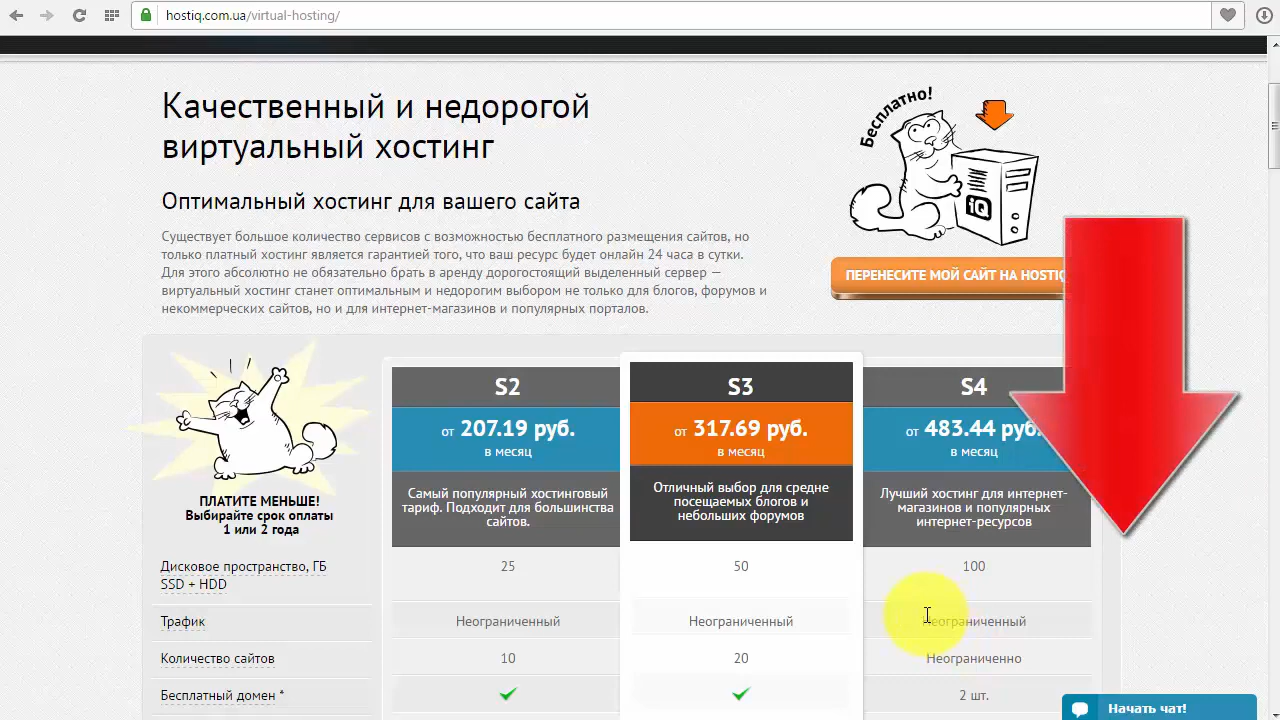 hostiq.com.ua/virtual-hosting/
Качественный и недорогой
виртуальный хостинг
Бесплатно!
Оптимальный хостинг для вашего сайта
iQ
Существует большое количество сервисов с возможностью бесплатного размещения сайтов, но
только платный хостинг является гарантией того, что ваш ресурс будет онлайн 24 часа в сутки.
Для этого абсолютно не обязательно брать в аренду дорогостоящий выделенный сервер —
виртуальный хостинг станет оптимальным и недорогим выбором не только для блогов, форумов и
некоммерческих сайтов, но и для интернет-магазинов и популярных порталов.
ПЕРЕНЕСИТЕ МОЙ САЙТ НА HOSTIQ
ПЛАТИТЕ МЕНЬШЕ!
Выбирайте срок оплаты
1 или 2 года
S2
S3
S4
от 207.19 руб.
в месяц
от 317.69 руб.
в месяц
от 483.44 руб.
в месяц
Самый популярный хостинговый
тариф. Подходит для большинства
сайтов.
Отличный выбор для средне
посещаемых блогов и
небольших форумов
Лучший хостинг для интернет-
магазинов и популярных
интернет-ресурсов
Дисковое пространство, ГБ
SSD + HDD
25
50
100
Трафик
Неограниченный
Неограниченный
Неограниченный
Количество сайтов
10
20
Неограниченно
Бесплатный домен *
2 шт.
Начать чат!